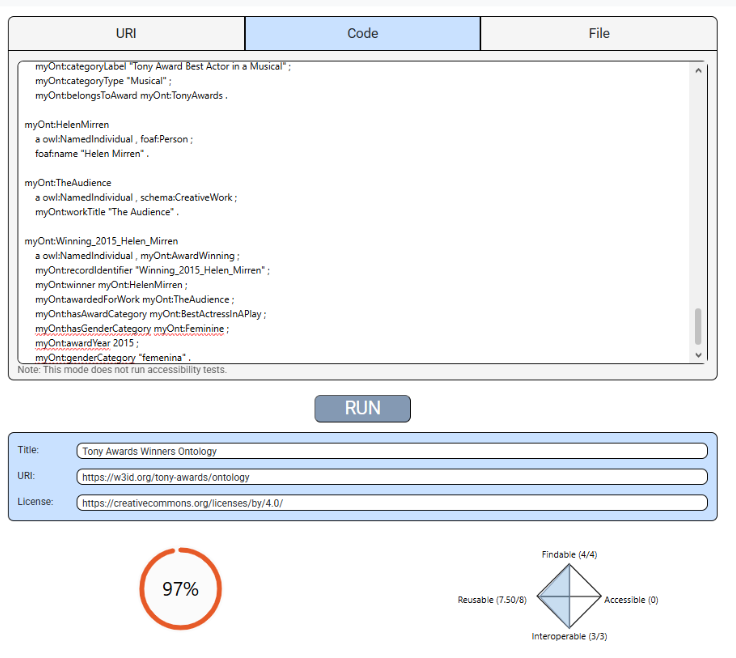 URI
Code
File
myOnt:categoryLabel "Tony Award Best Actor in a Musical" ;
myOnt:categoryType "Musical" ;
myOnt:belongsToAward myOnt:TonyAwards .
myOnt:HelenMirren
a owl:NamedIndividual , foaf:Person ;
foaf:name "Helen Mirren" .
myOnt:TheAudience
a owl:NamedIndividual , schema:CreativeWork ;
myOnt:workTitle "The Audience" .
myOnt:Winning_2015_Helen_Mirren
a owl:NamedIndividual , myOnt:AwardWinning ;
myOnt:recordIdentifier "Winning_2015_Helen_Mirren" ;
myOnt:winner myOnt:HelenMirren ;
myOnt:awardedForWork myOnt:TheAudience ;
myOnt:hasAwardCategory myOnt:BestActressInAPlay ;
myOnt:hasGenderCategory myOnt:Feminine ;
myOnt:awardYear 2015 ;
myOnt:genderCategory "femenina" .
Note: This mode does not run accessibility tests.
RUN
Title: Tony Awards Winners Ontology
URI: https://w3id.org/tony-awards/ontology
License: https://creativecommons.org/licenses/by/4.0/
97%
Findable (4/4)
Reusable (7.50/8)
Accessible (0)
Interoperable (3/3)